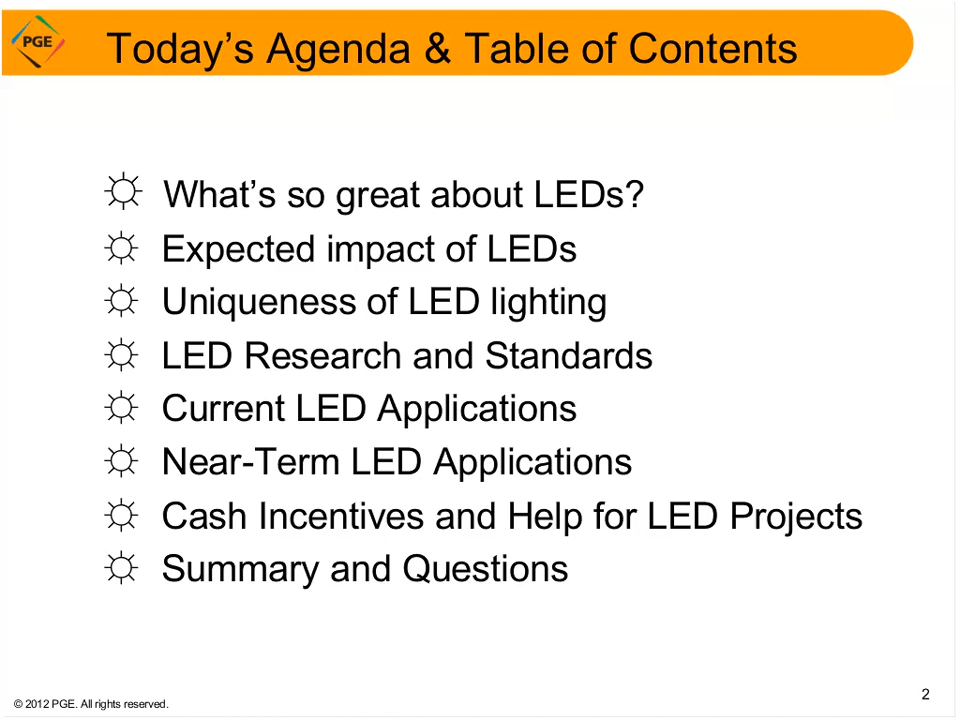 PGE
Today’s Agenda & Table of Contents
☼ What’s so great about LEDs?
☼ Expected impact of LEDs
☼ Uniqueness of LED lighting
☼ LED Research and Standards
☼ Current LED Applications
☼ Near-Term LED Applications
☼ Cash Incentives and Help for LED Projects
☼ Summary and Questions
© 2012 PGE. All rights reserved.
2